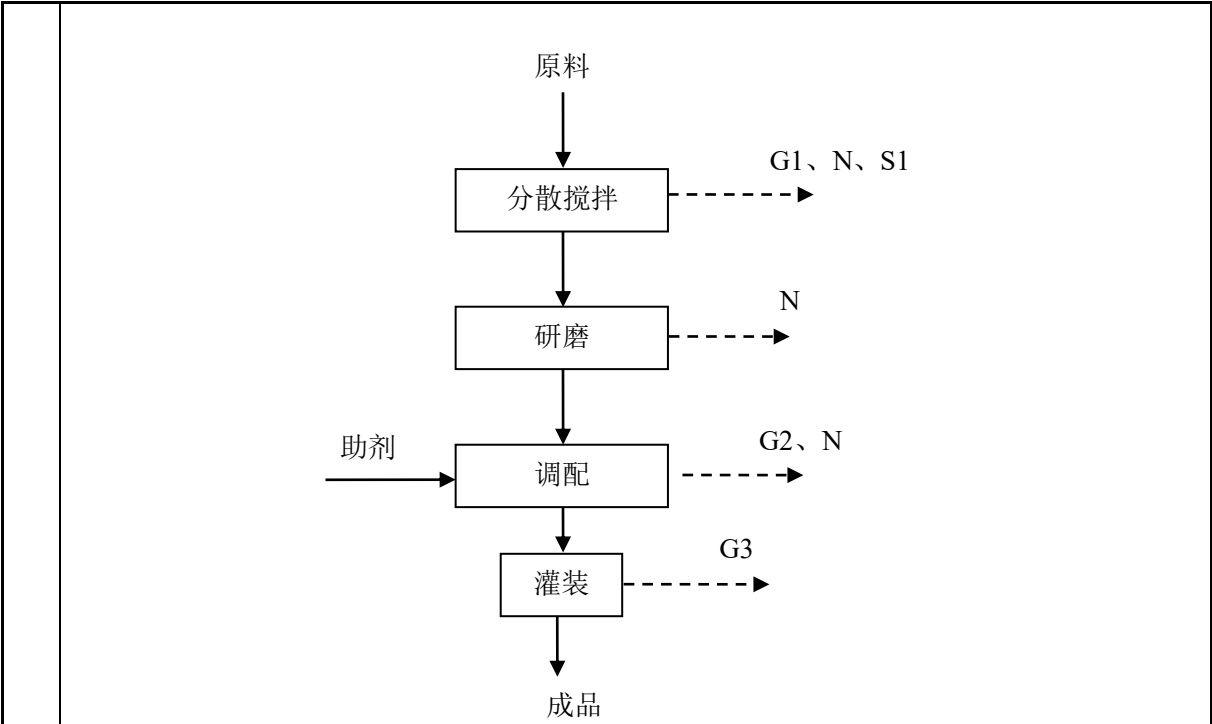 原料
G1、N、S1
分散搅拌
N
研磨
助剂
G2、N
调配
G3
灌装
成品